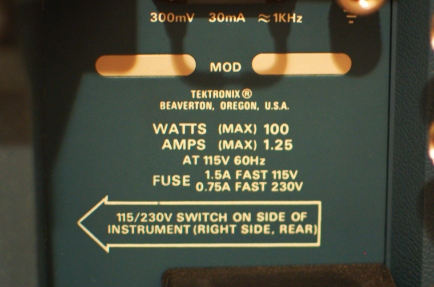 300mV 30mA ≈1KHz
MOD
TEKTRONIX®
BEAVERTON, OREGON, U.S.A.
WATTS (MAX) 100
AMPS (MAX) 1.25
AT 115V 60Hz
FUSE 1.5A FAST 115V
0.75A FAST 230V
115/230V SWITCH ON SIDE OF
INSTRUMENT (RIGHT SIDE, REAR)